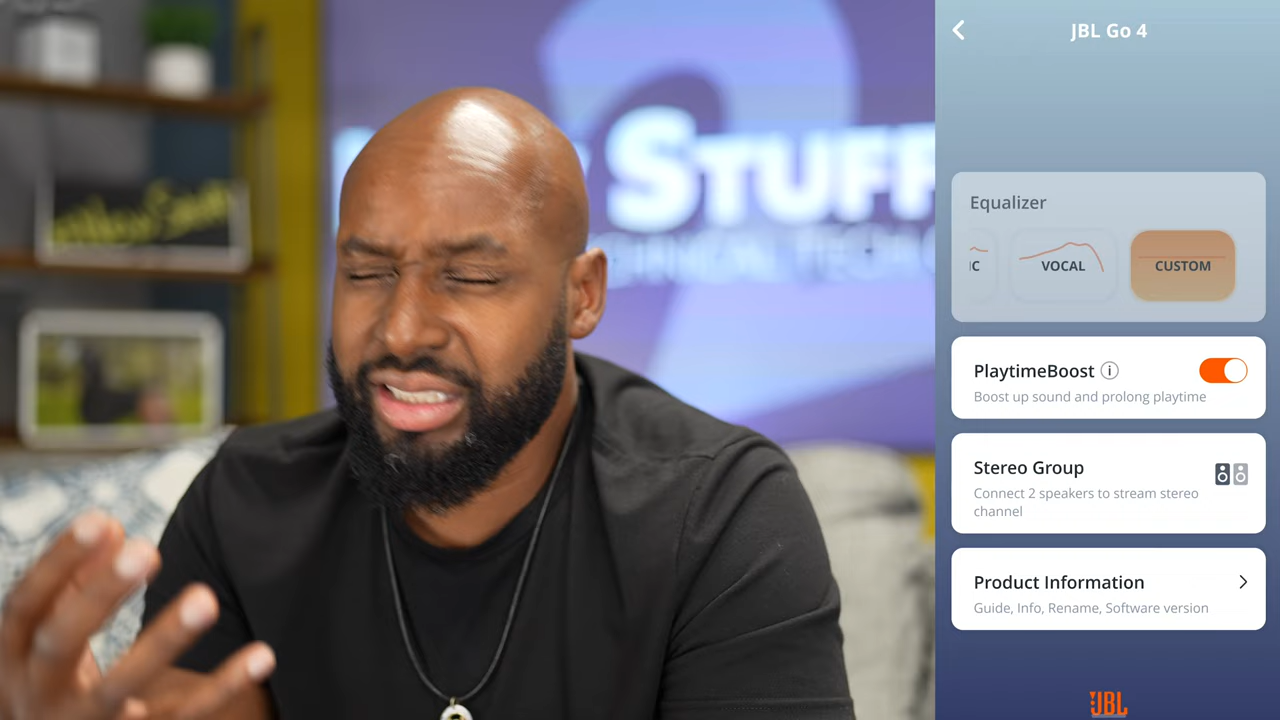 STUFF
JBL Go 4
Equalizer
IC
VOCAL
CUSTOM
PlaytimeBoost
Boost up sound and prolong playtime
Stereo Group
Connect 2 speakers to stream stereo
channel
Product Information
Guide, Info, Rename, Software version
JBL